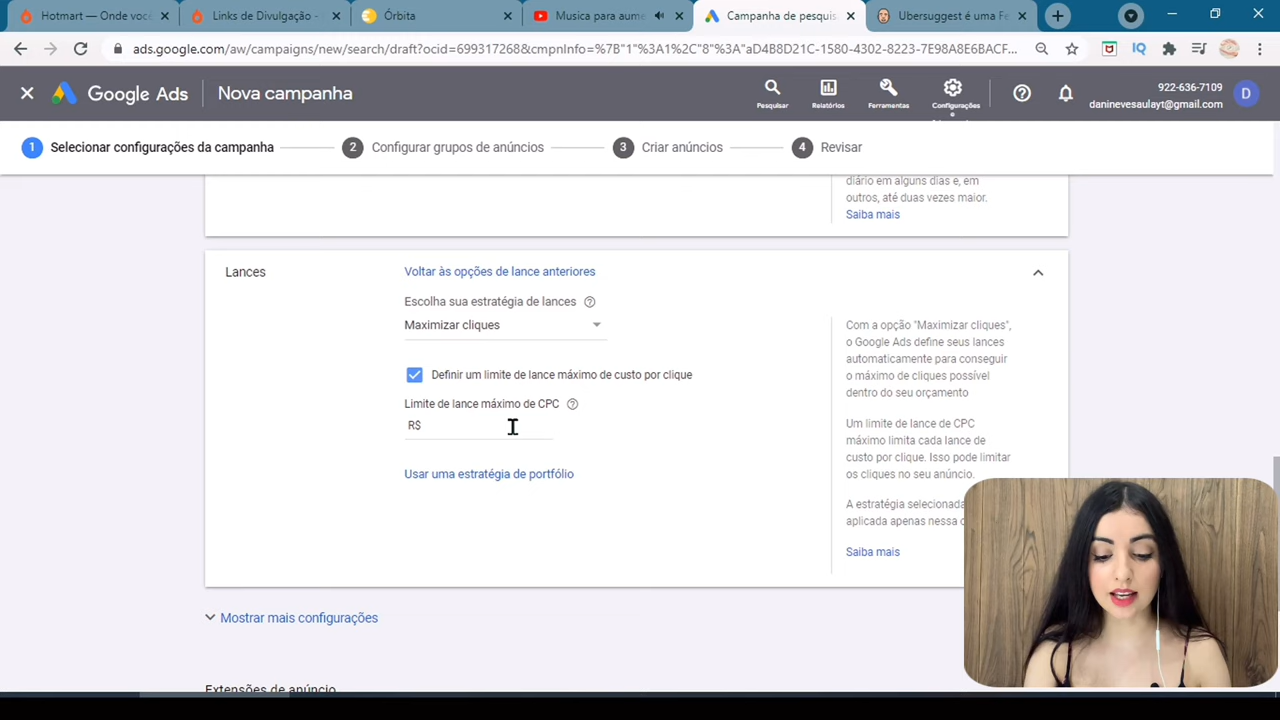 Hotmart — Onde você
Links de Divulgação -
Órbita
Musica para aume
Campanha de pesquis
Ubersuggest é uma Fe
ads.google.com/aw/campaigns/new/search/draft?ocid=699317268&cmpnInfo=%7B"1"%3A1%2C"8"%3A"aD4B8D21C-1580-4302-8223-7E98A8E6BACF...
IQ
Google Ads
Nova campanha
Pesquisar
Relatórios
Ferramentas
Configurações
922-636-7109
daninevesaulayt@gmail.com
D
1 Selecionar configurações da campanha
2 Configurar grupos de anúncios
3 Criar anúncios
4 Revisar
diário em alguns dias e, em
outros, até duas vezes maior.
Saiba mais
Lances
Voltar às opções de lance anteriores
Escolha sua estratégia de lances
Maximizar cliques
Definir um limite de lance máximo de custo por clique
Limite de lance máximo de CPC
R$
Usar uma estratégia de portfólio
Com a opção "Maximizar cliques",
o Google Ads define seus lances
automaticamente para conseguir
o máximo de cliques possível
dentro do seu orçamento
Um limite de lance de CPC
máximo limita cada lance de
custo por clique. Isso pode limitar
os cliques no seu anúncio.
A estratégia selecionada
aplicada apenas nessa
Saiba mais
Mostrar mais configurações
Extensões de anúncio